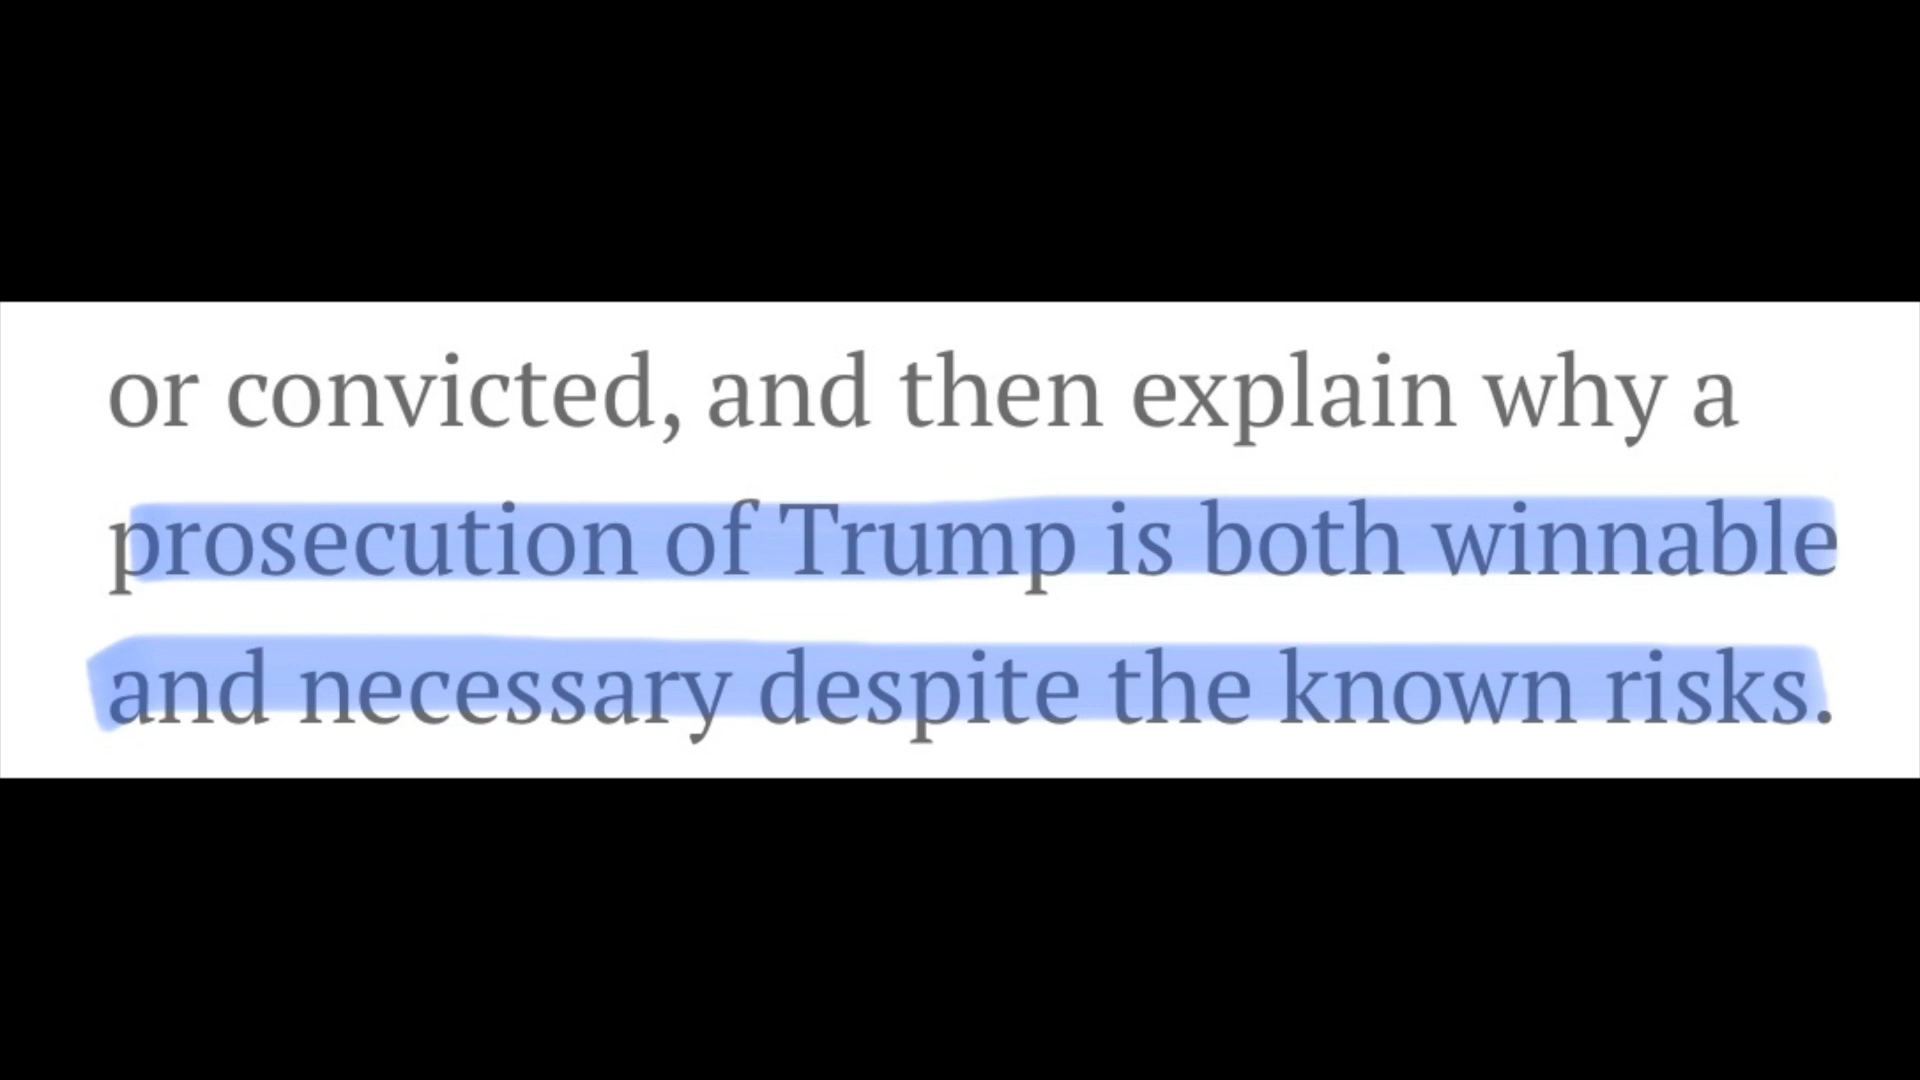 or convicted, and then explain why a
prosecution of Trump is both winnable
and necessary despite the known risks.